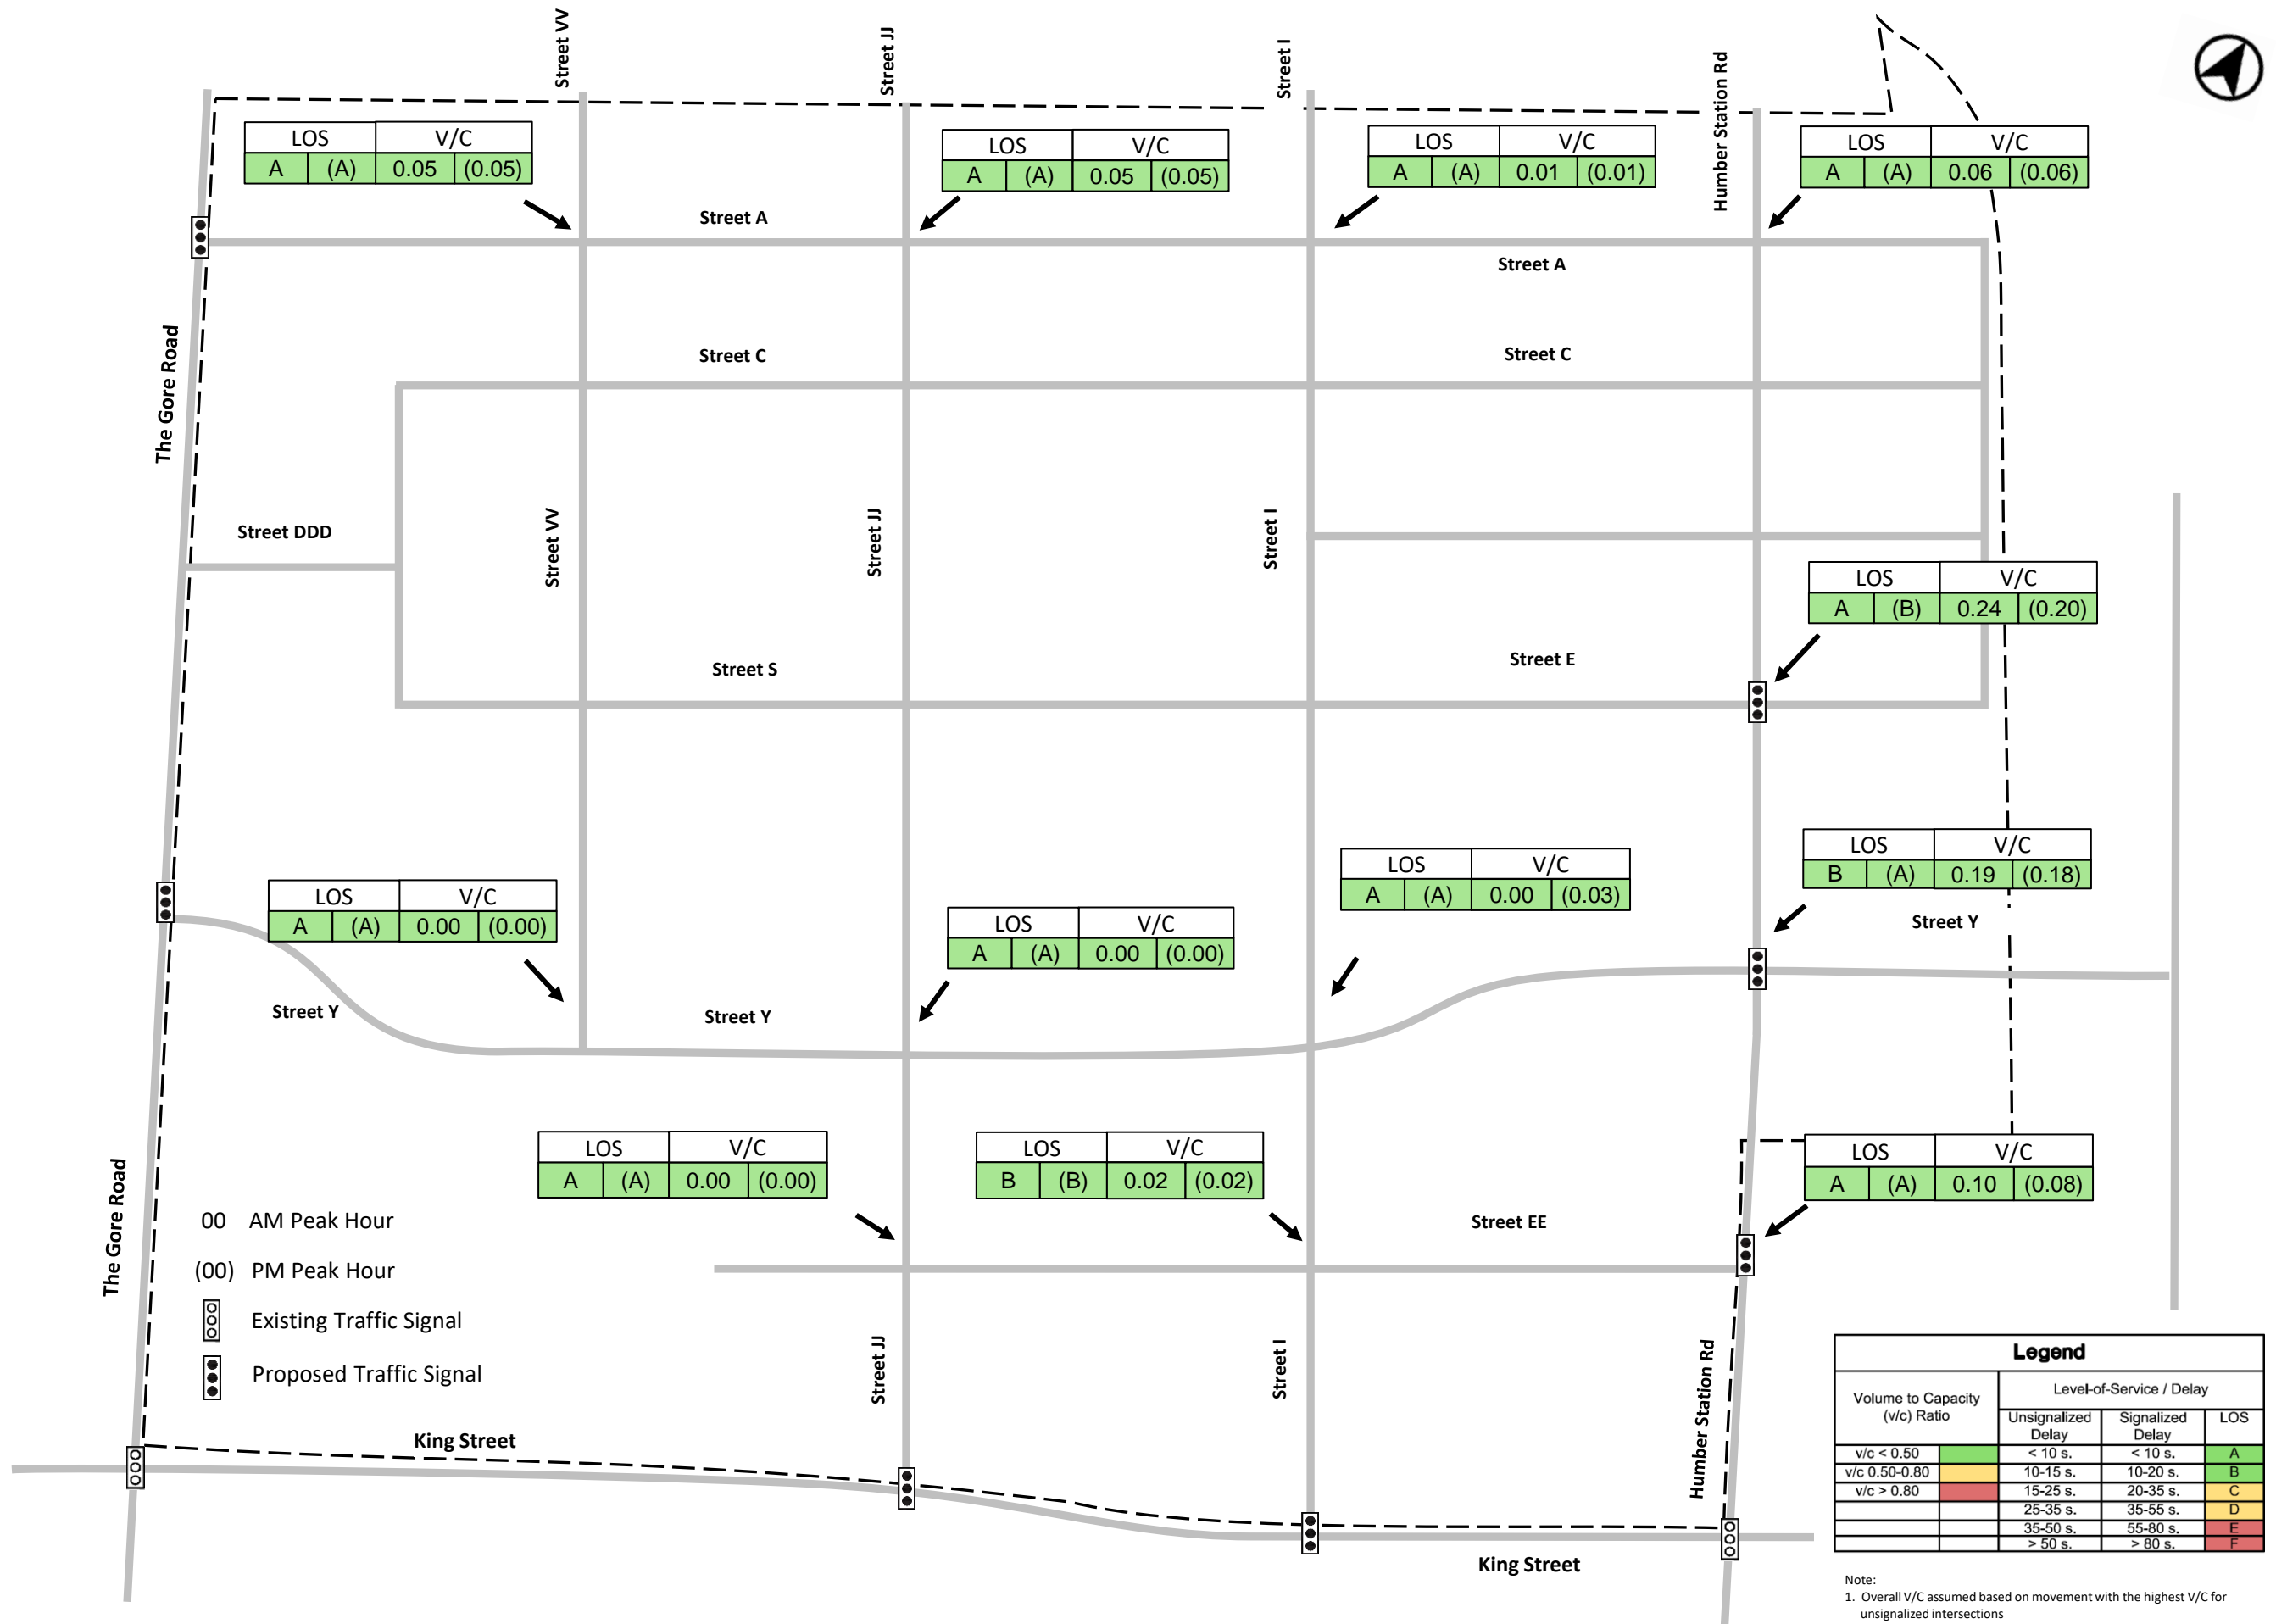 Street VV
Street JJ
Street I
Humber Station Rd
LOS V/C
A (A) 0.05 (0.05)
LOS V/C
A (A) 0.05 (0.05)
LOS V/C
A (A) 0.01 (0.01)
LOS V/C
A (A) 0.06 (0.06)
Street A
Street A
The Gore Road
Street C
Street C
Street DDD
Street VV
Street JJ
Street I
LOS V/C
A (B) 0.24 (0.20)
Street S
Street E
LOS V/C
A (A) 0.00 (0.00)
LOS V/C
A (A) 0.00 (0.00)
LOS V/C
A (A) 0.00 (0.03)
LOS V/C
B (A) 0.19 (0.18)
Street Y
Street Y
Street Y
LOS V/C
A (A) 0.00 (0.00)
LOS V/C
B (B) 0.02 (0.02)
LOS V/C
A (A) 0.10 (0.08)
The Gore Road
Street EE
00 AM Peak Hour
(00) PM Peak Hour
Existing Traffic Signal
Proposed Traffic Signal
Street JJ
Street I
Humber Station Rd
King Street
King Street
Legend
Volume to Capacity
(v/c) Ratio
Level-of-Service / Delay
Unsignalized
Delay
Signalized
Delay
LOS
v/c < 0.50 < 10 s. < 10 s. A
v/c 0.50-0.80 10-15 s. 10-20 s. B
v/c > 0.80 15-25 s. 20-35 s. C
25-35 s. 35-55 s. D
35-50 s. 55-80 s. E
> 50 s. > 80 s. F
Note:
1. Overall V/C assumed based on movement with the highest V/C for
unsignalized intersections